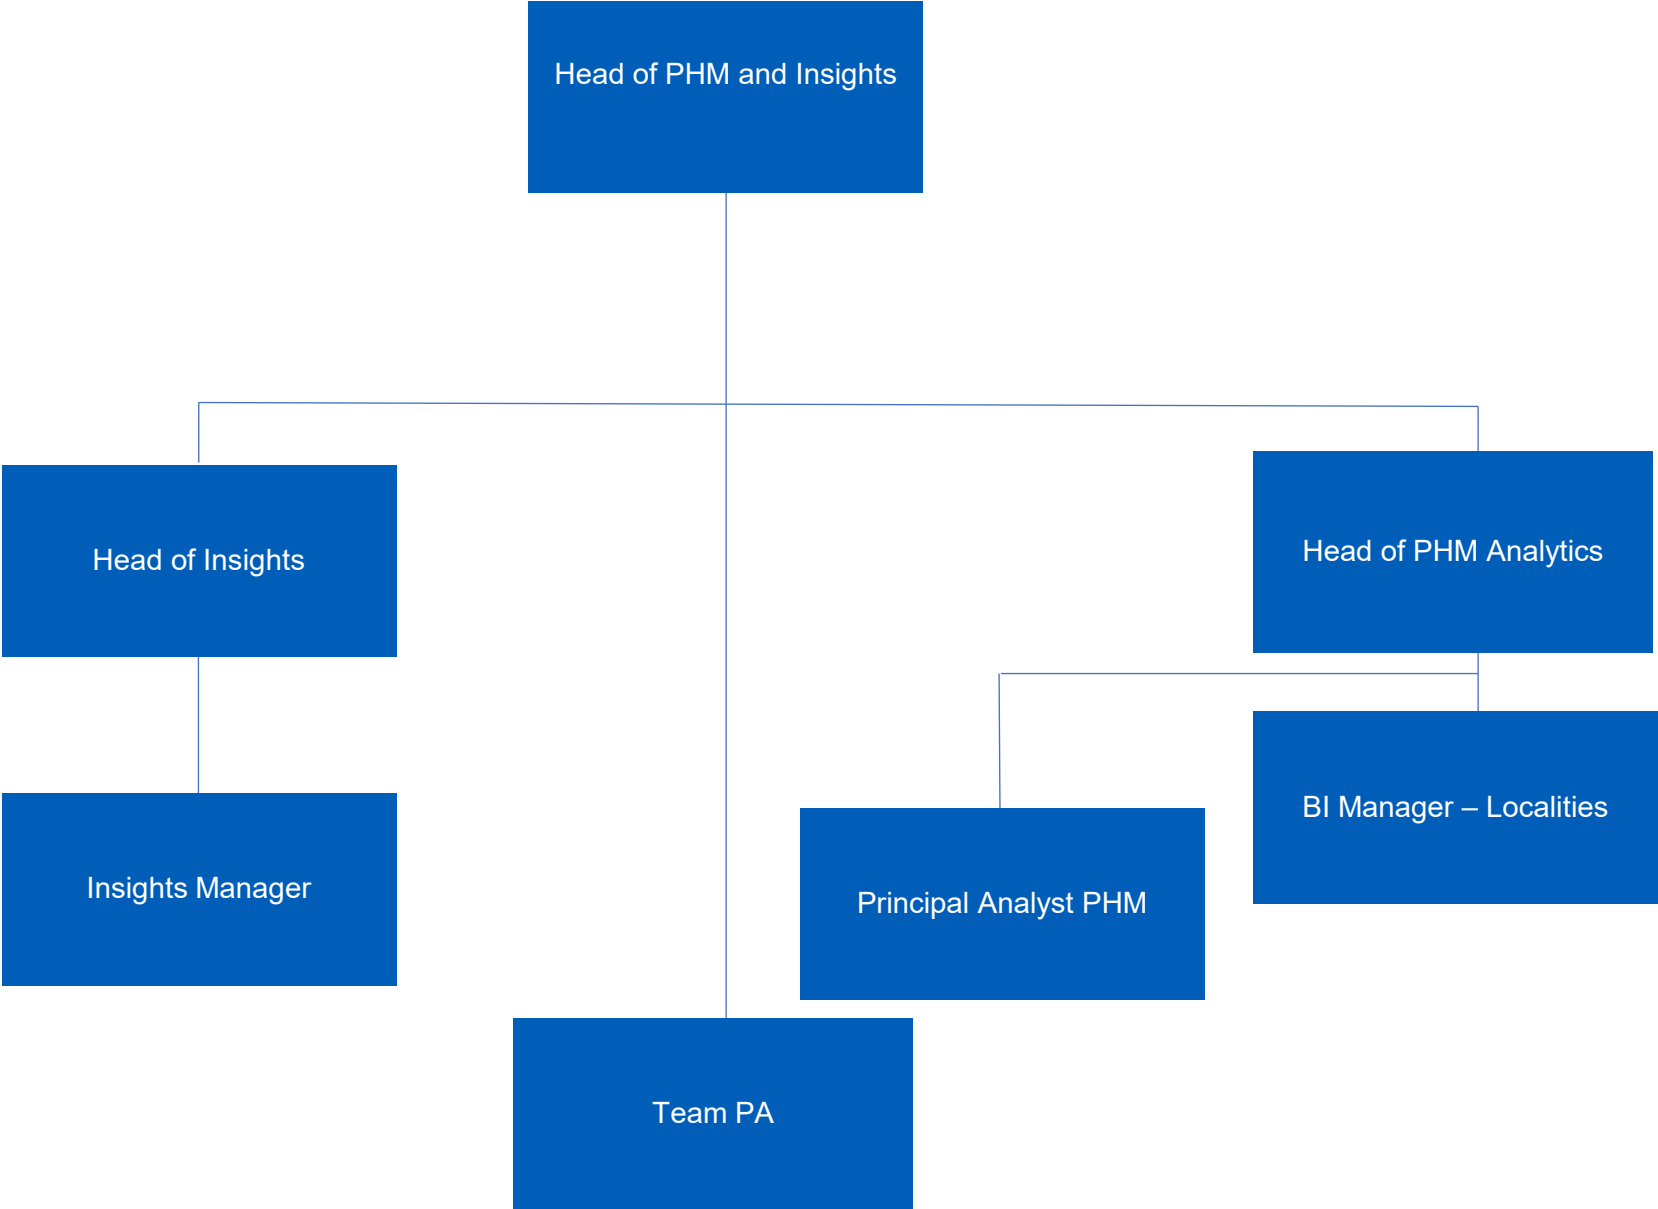 Head of PHM and Insights
Head of Insights
Head of PHM Analytics
Insights Manager
Principal Analyst PHM
BI Manager – Localities
Team PA